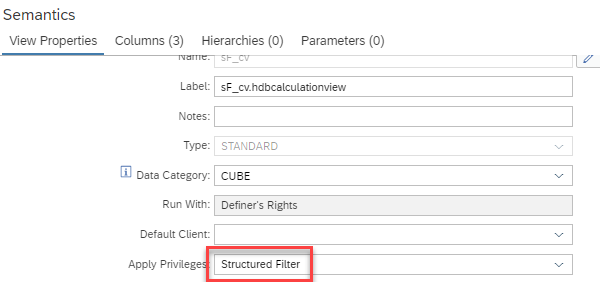 Semantics
View Properties Columns (3) Hierarchies (0) Parameters (0)
Name: sF_cv
Label: sF_cv.hdbcalculationview
Notes:
Type: STANDARD
Data Category: CUBE
Run With: Definer's Rights
Default Client:
Apply Privileges: Structured Filter